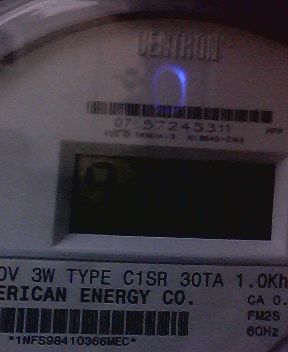 CENTRON
07 57245311
0V 3W TYPE C1SR 30TA 1.0Kh
ERICAN ENERGY CO.
CA 0.
FM2S
60Hz
*1NFS98410366MEC*